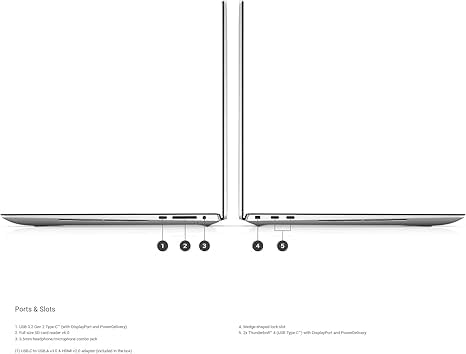 1
2
3
4
5
Ports & Slots
1. USB 3.2 Gen 2 Type C™ (with DisplayPort and PowerDelivery)
2. Full size SD card reader v6.0
3. 3.5mm headphone/microphone combo jack
4. Wedge-shaped lock slot
5. 2x Thunderbolt™ 4 (USB Type C™) with DisplayPort and PowerDelivery
(1) USB-C to USB-A v3.0 & HDMI v2.0 adapter (included in the box)